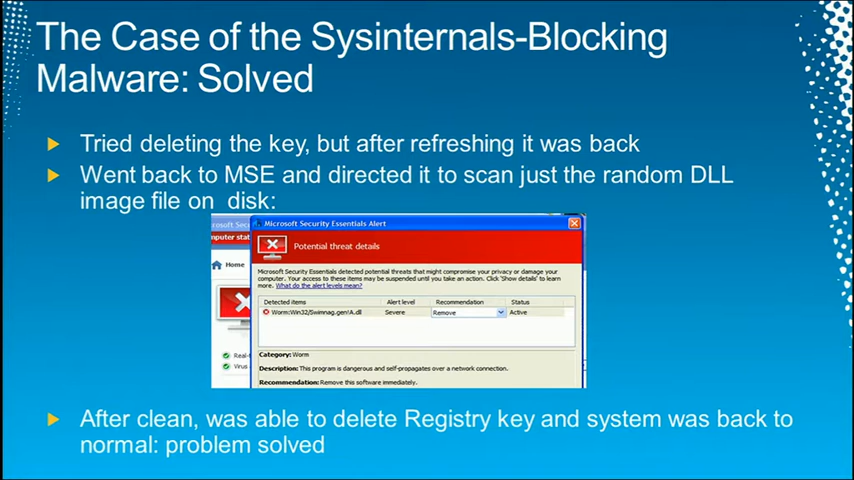 The Case of the Sysinternals-Blocking
Malware: Solved
Tried deleting the key, but after refreshing it was back
Went back to MSE and directed it to scan just the random DLL
image file on disk:
Microsoft Security Essentials Alert
Potential threat details
Home
Microsoft Security Essentials detected potential threats that might compromise your privacy or damage your
computer. Your access to these items may be suspended until you take an action. Click 'Show details' to learn
more. What do the alert levels mean?
Detected items Alert level Recommendation Status
Worm:Win32/Swimnag.gen!A.dll Severe Remove Active
Category: Worm
Description: This program is dangerous and self-propagates over a network connection.
Recommendation: Remove this software immediately.
Virus
After clean, was able to delete Registry key and system was back to
normal: problem solved